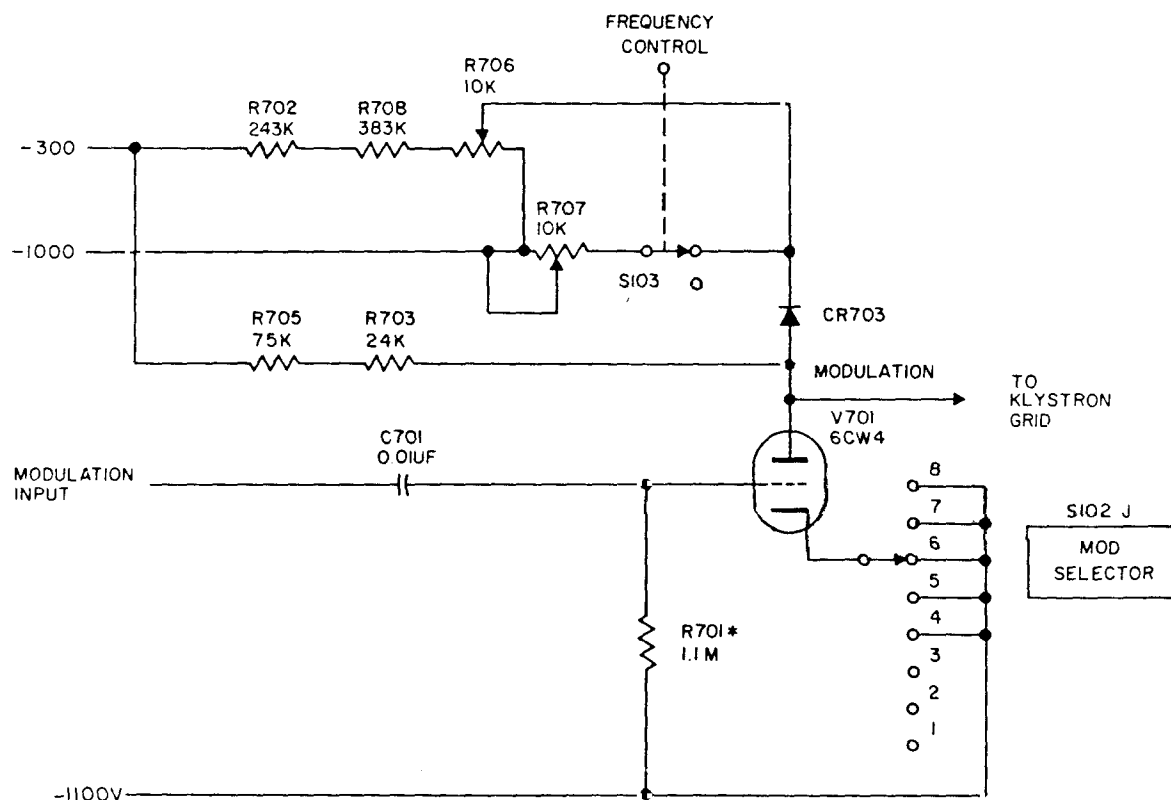 FREQUENCY
CONTROL
R706
10K
R702
243K
R708
383K
-300
R707
10K
-1000
S103
CR703
R705
75K
R703
24K
MODULATION
TO
KLYSTRON
GRID
V701
6CW4
C701
0.01UF
MODULATION
INPUT
8
7
6
5
4
3
2
1
S102 J
MOD
SELECTOR
R701*
1.1M
-1100V